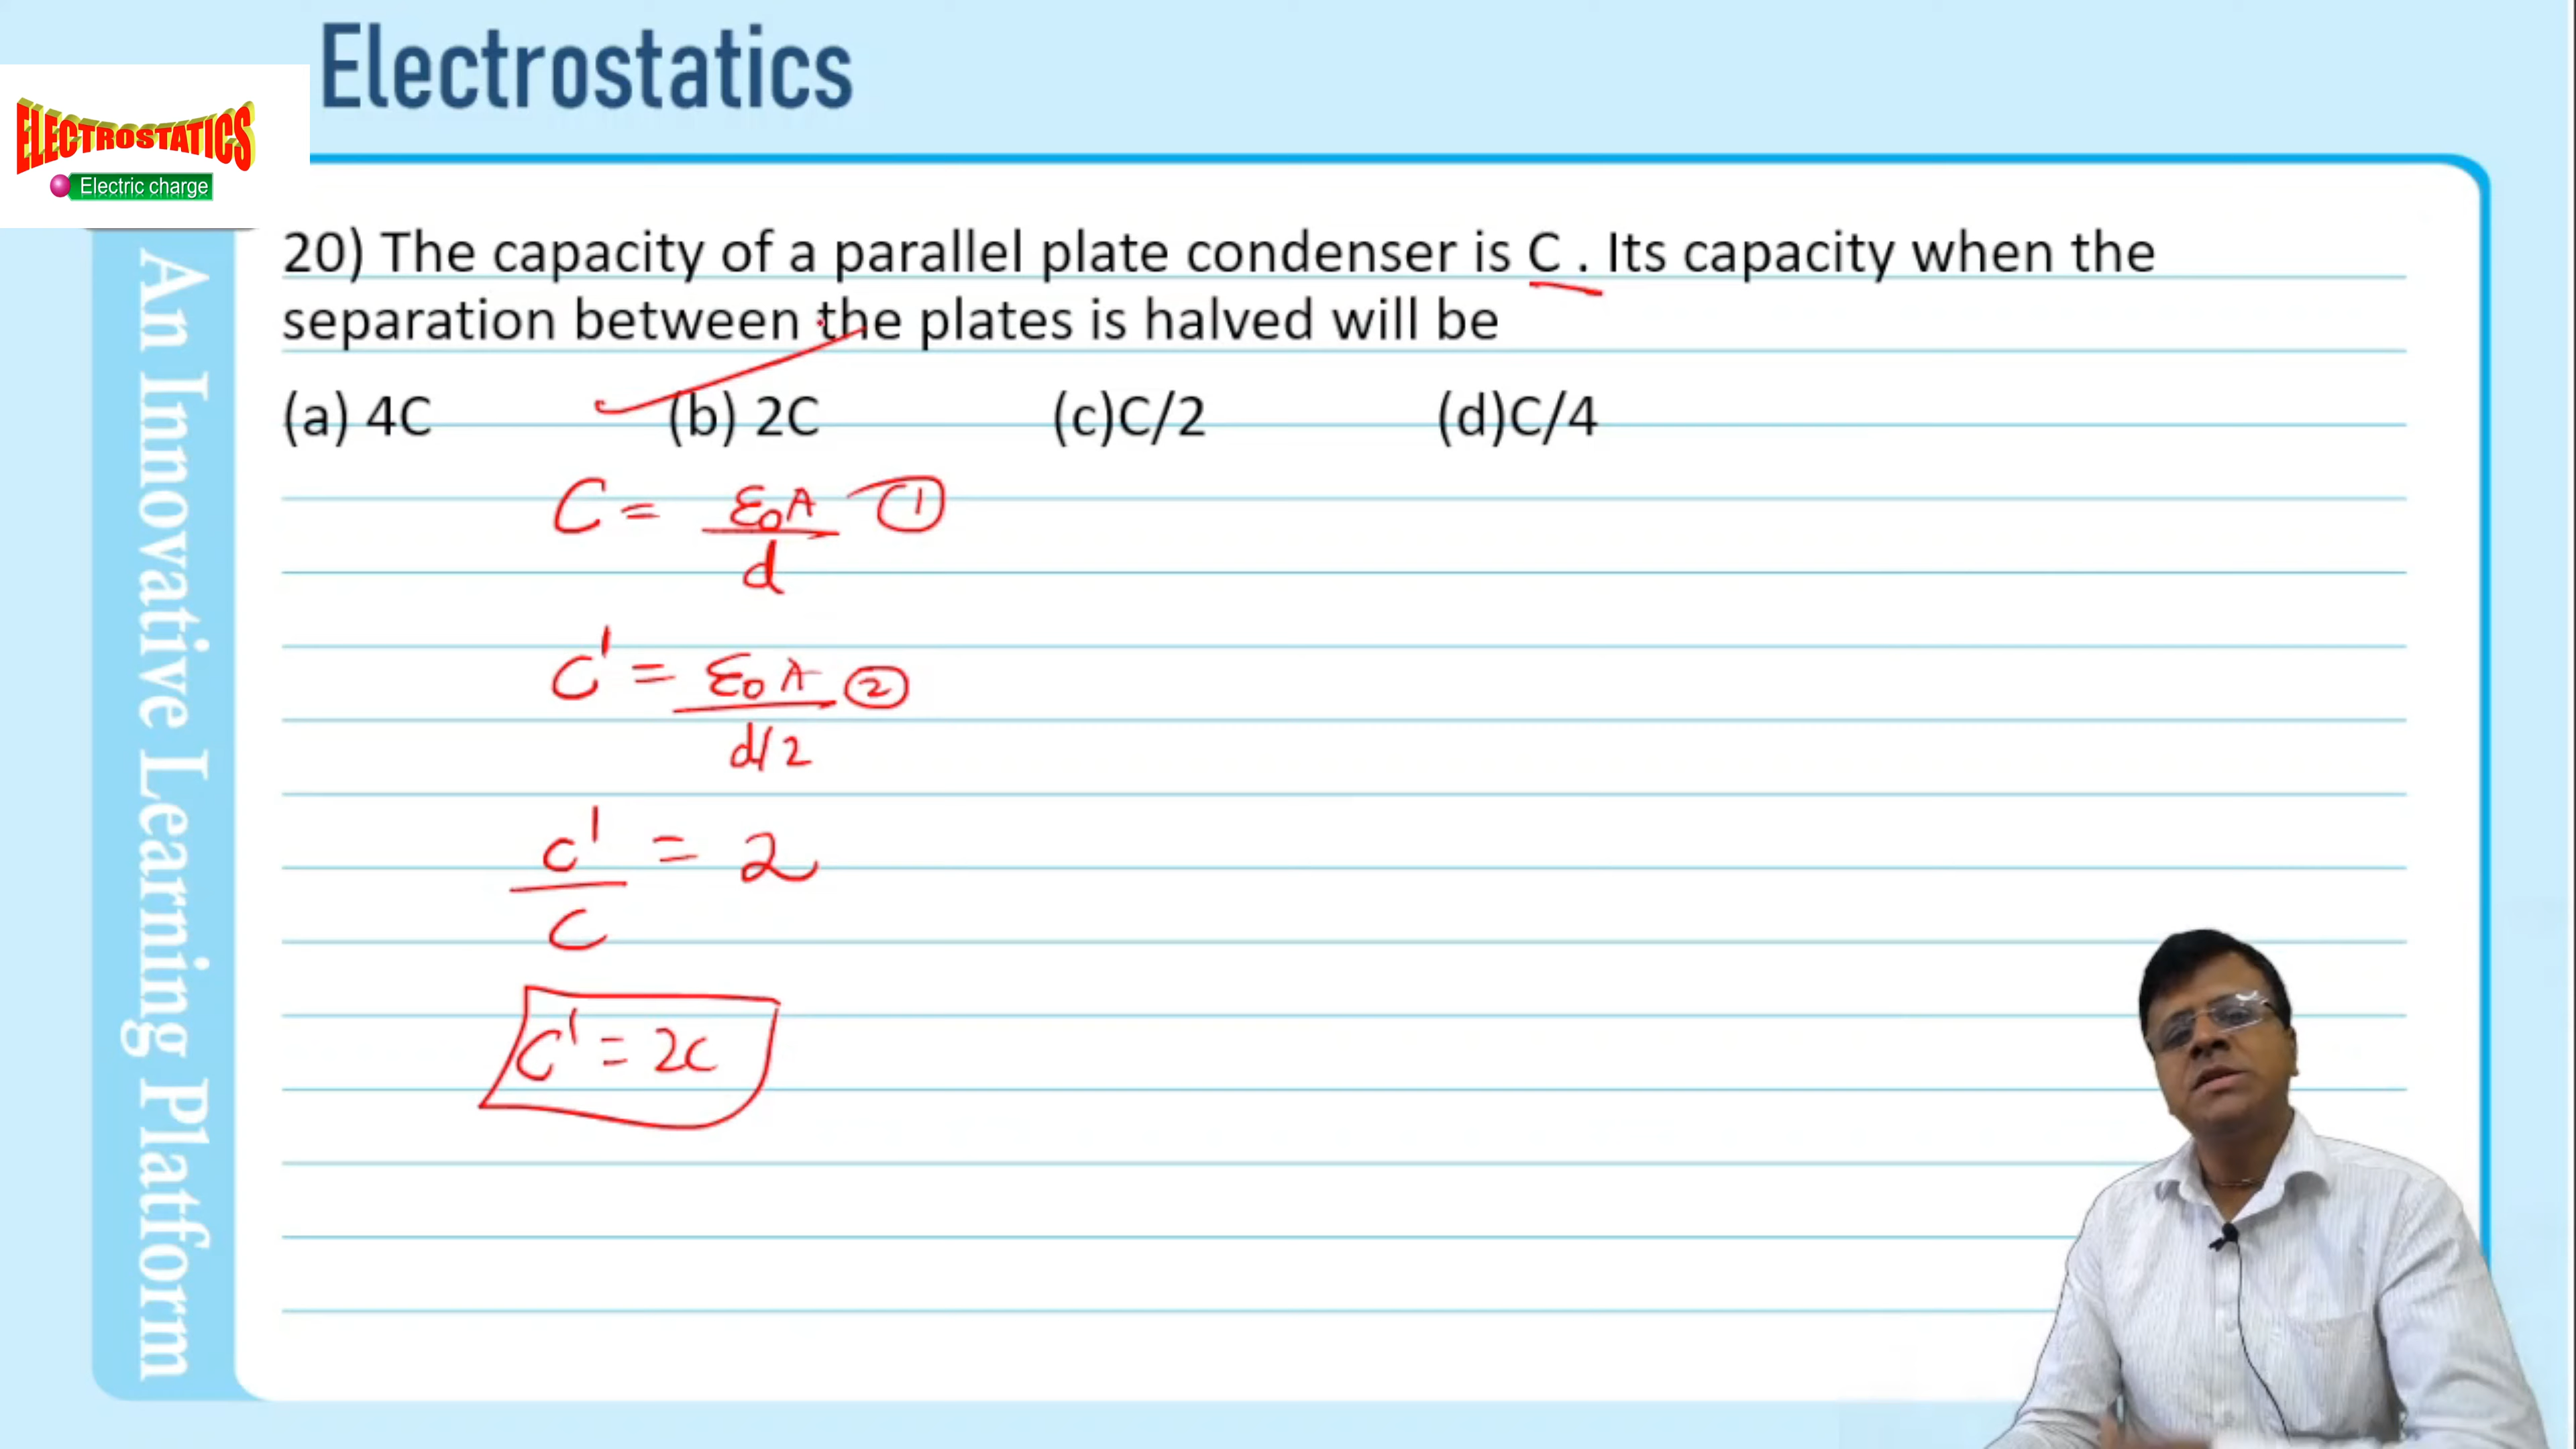 Electrostatics
ELECTROSTATICS
Electric charge
An Innovative Learning Platform
20) The capacity of a parallel plate condenser is C . Its capacity when the
separation between the plates is halved will be
(a) 4C (b) 2C (c)C/2 (d)C/4
C = ε₀A/d ①
C' = ε₀A/d/2 ②
C'/C = 2
C' = 2C